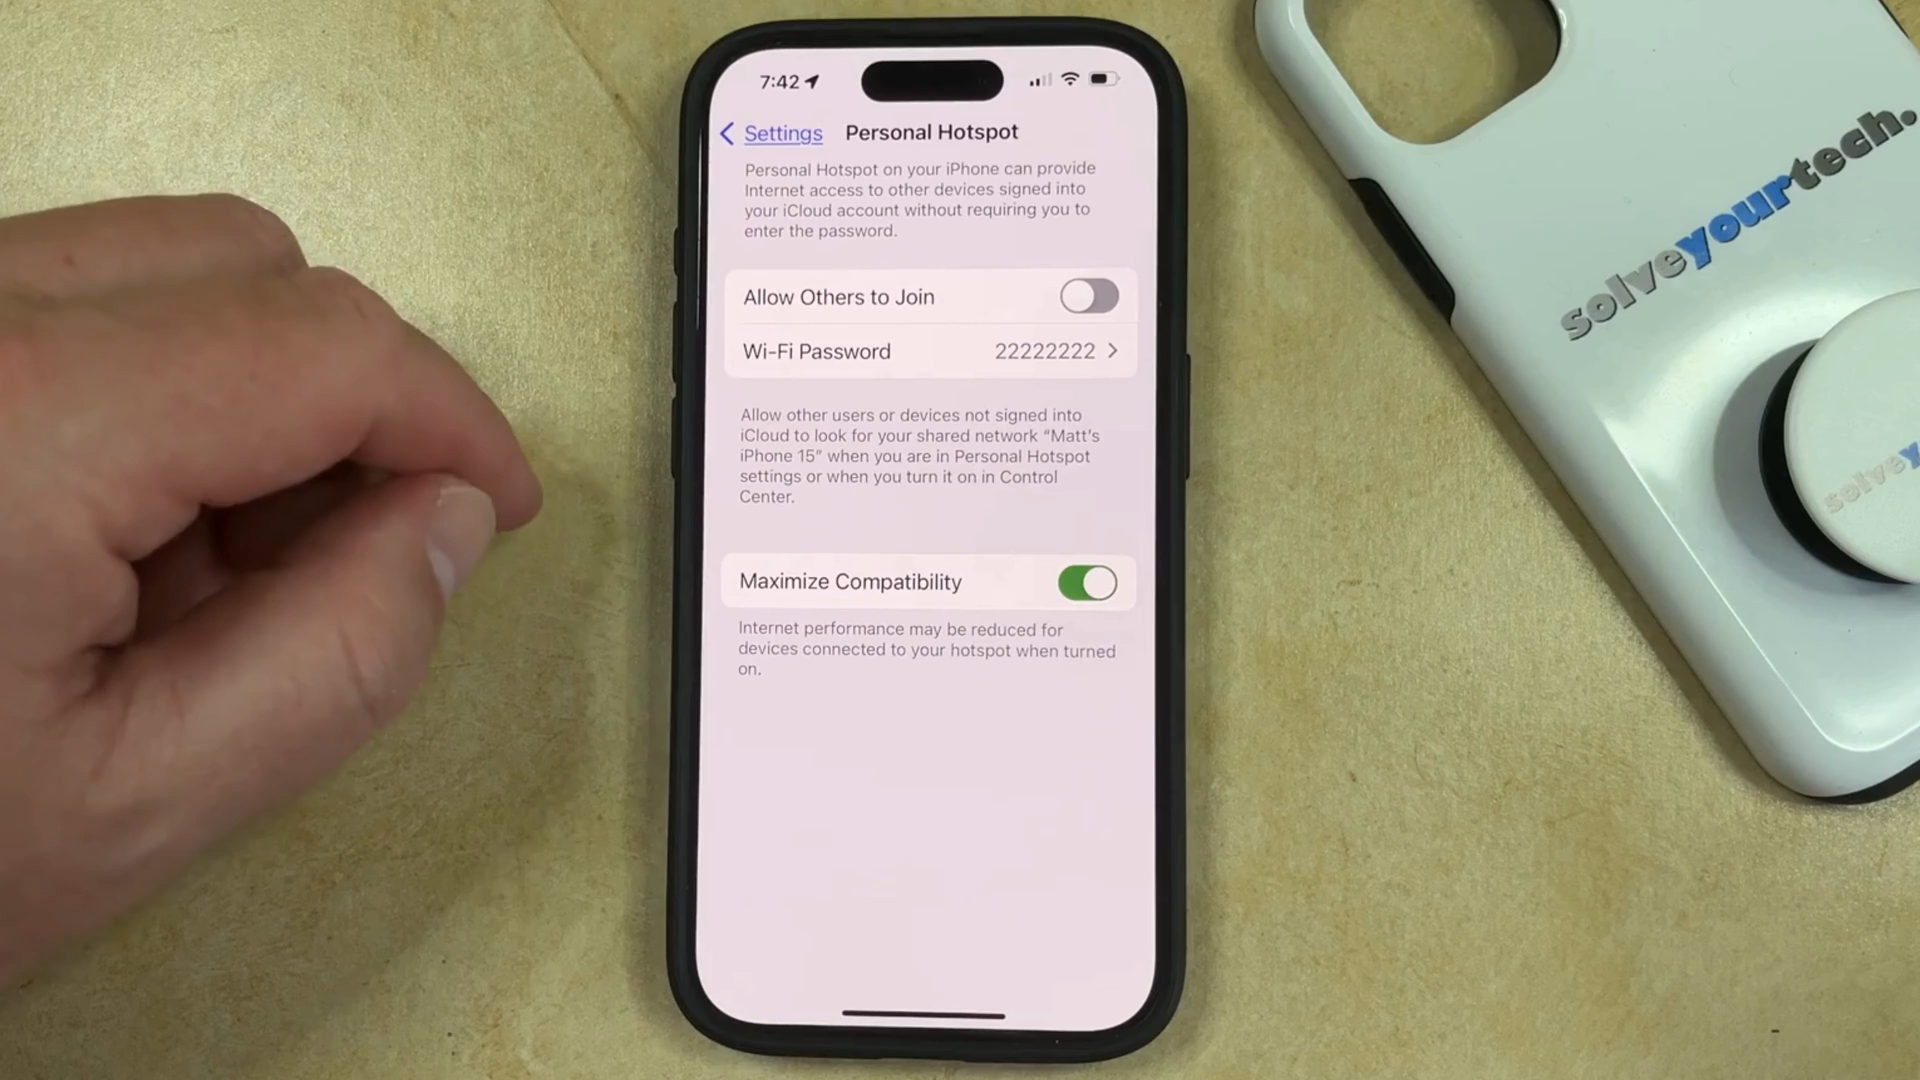 7:42
Settings Personal Hotspot
Personal Hotspot on your iPhone can provide
Internet access to other devices signed into
your iCloud account without requiring you to
enter the password.
Allow Others to Join
Wi-Fi Password 22222222
Allow other users or devices not signed into
iCloud to look for your shared network “Matt's
iPhone 15” when you are in Personal Hotspot
settings or when you turn it on in Control
Center.
Maximize Compatibility
Internet performance may be reduced for
devices connected to your hotspot when turned
on.
solveyourtech.
solvey